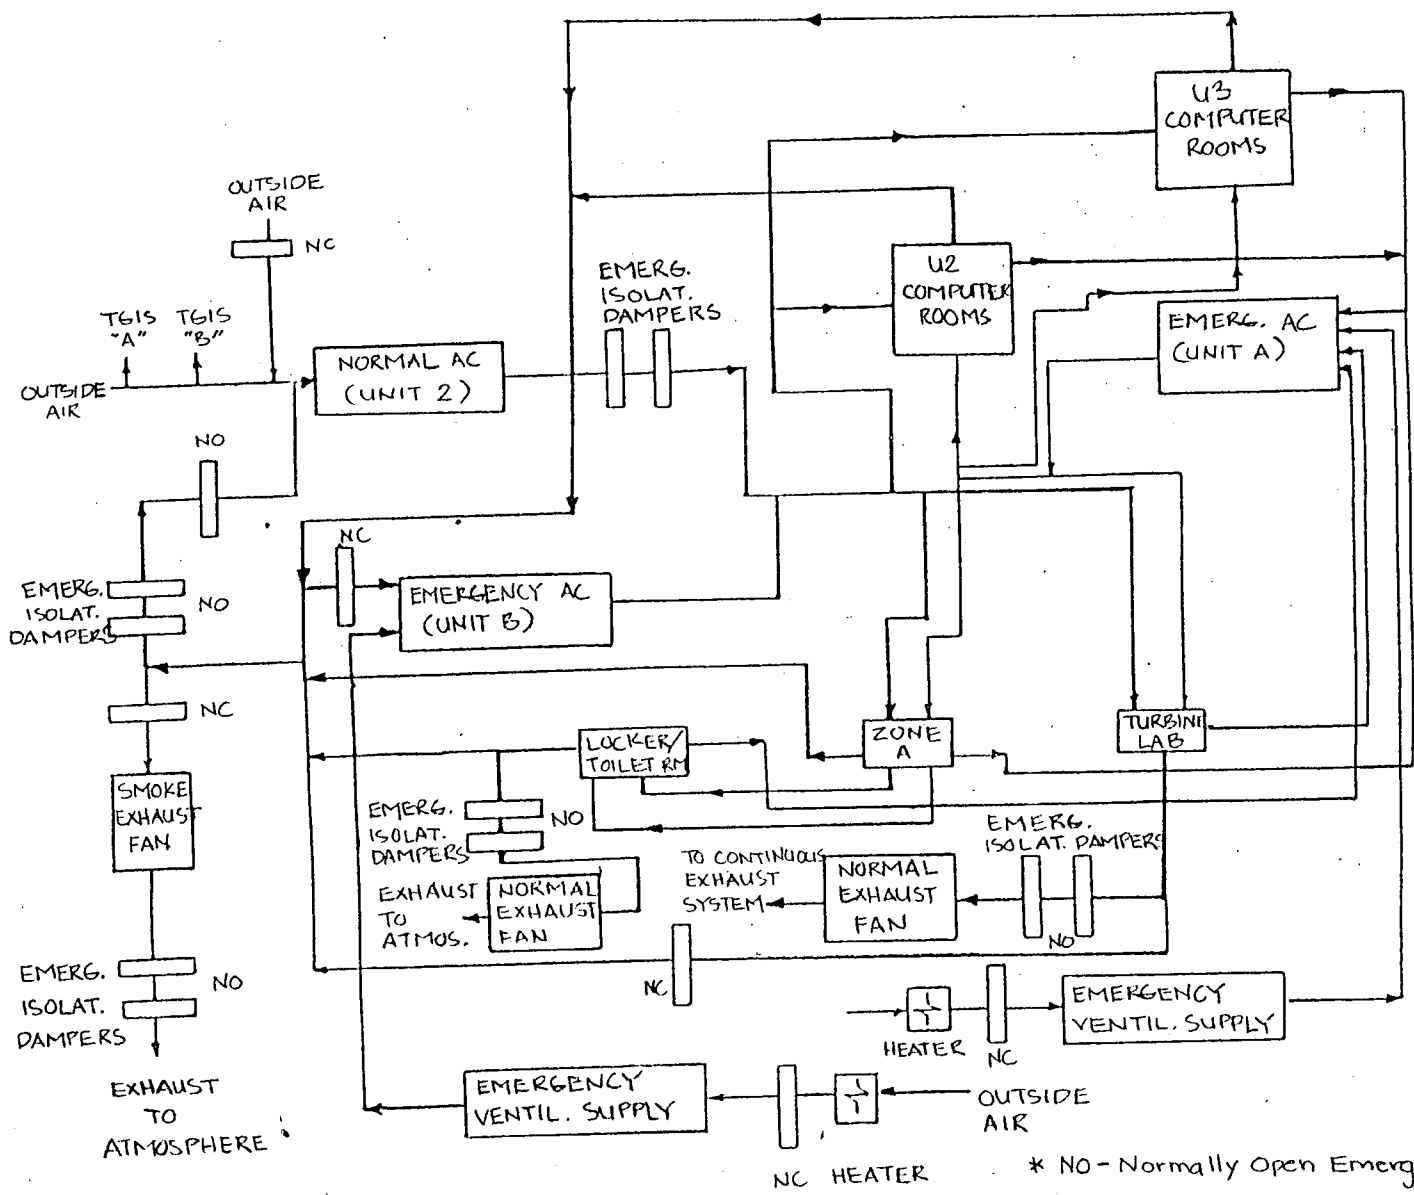 U3
COMPUTER
ROOMS
OUTSIDE
AIR
NC
U2
COMPUTER
ROOMS
EMERG.
ISOLAT.
DAMPERS
EMERG. AC
(UNIT A)
TGIS
"A"
TGIS
"B"
NORMAL AC
(UNIT 2)
OUTSIDE
AIR
NO
NC
EMERG.
ISOLAT.
DAMPERS
NO
EMERGENCY AC
(UNIT B)
NC
LOCKER/
TOILET RM
ZONE
A
TURBINE
LAB
SMOKE
EXHAUST
FAN
EMERG.
ISOLAT.
DAMPERS
NO
EMERG.
ISOLAT. DAMPERS
TO CONTINUOUS
EXHAUST
SYSTEM
NORMAL
EXHAUST
FAN
NO
EXHAUST
TO
ATMOS.
NORMAL
EXHAUST
FAN
EMERG.
ISOLAT.
DAMPERS
NO
NC
HEATER
NC
EMERGENCY
VENTIL. SUPPLY
EXHAUST
TO
ATMOSPHERE
EMERGENCY
VENTIL. SUPPLY
OUTSIDE
AIR
NC HEATER
* NO - Normally Open Emerg